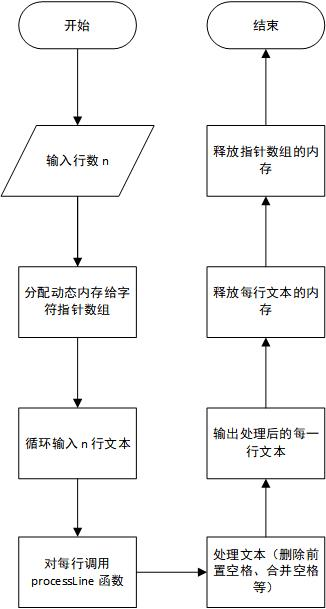 开始
输入行数 n
分配动态内存给字
符指针数组
循环输入 n 行文本
对每行调用
processLine 函数
处理文本（删除前
置空格、合并空格
等）
输出处理后的每一
行文本
释放每行文本的内
存
释放指针数组的内
存
结束